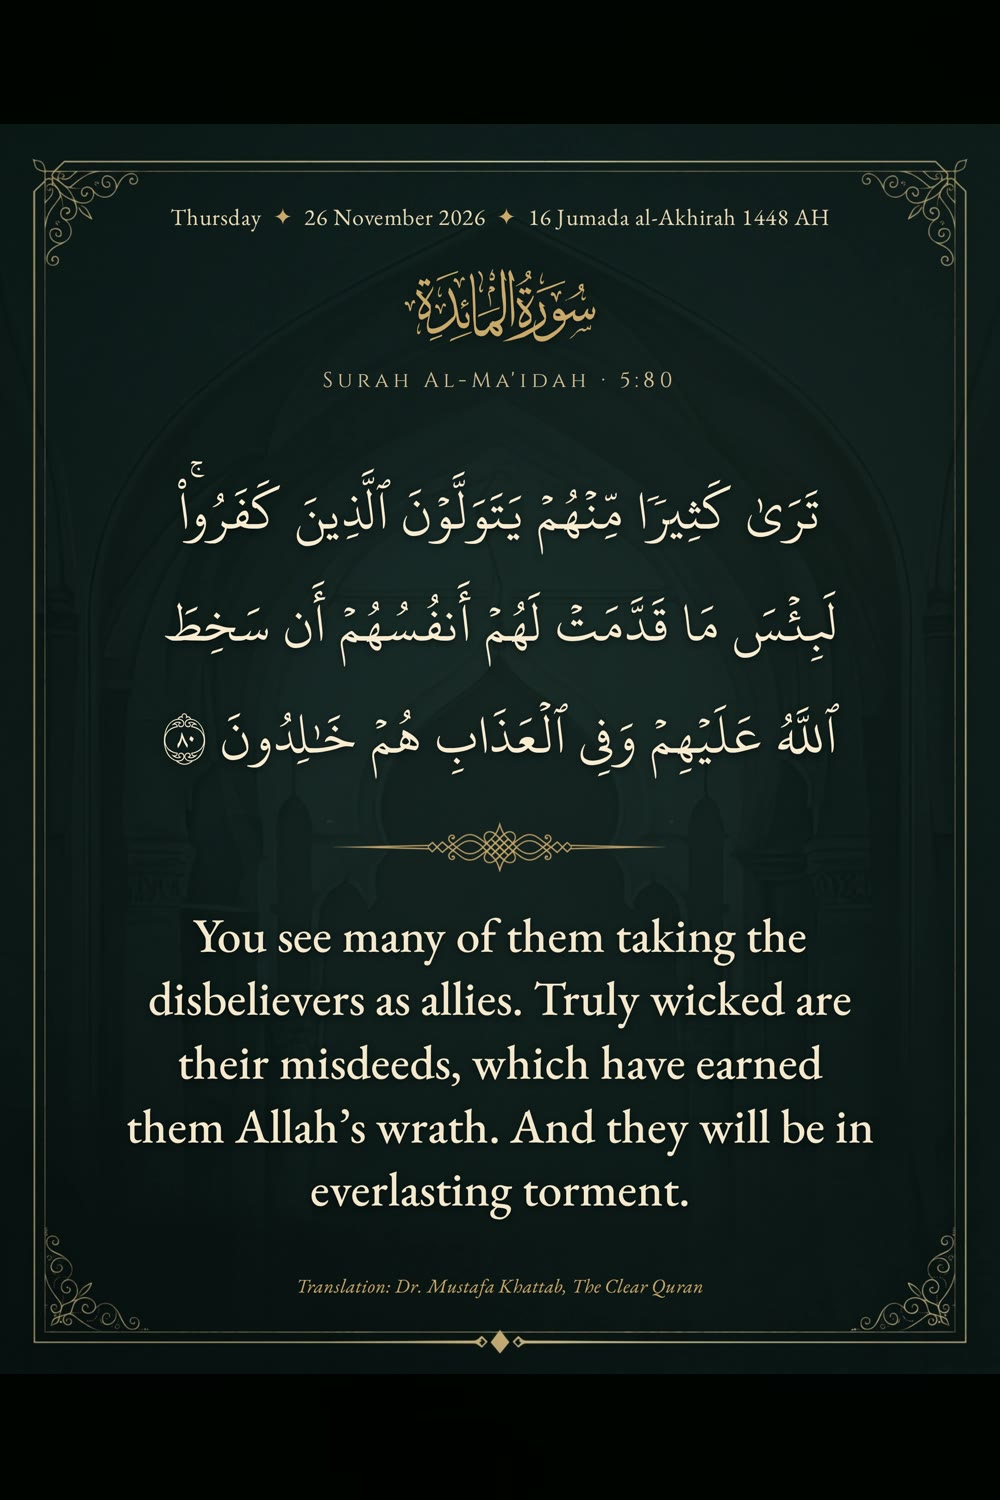 Thursday ✦ 26 November 2026 ✦ 16 Jumada al-Akhirah 1448 AH
سُورَةُ الْمَائِدَةِ
SURAH AL-MA'IDAH · 5:80
تَرَىٰ كَثِيرًۭا مِّنْهُمْ يَتَوَلَّوْنَ ٱلَّذِينَ كَفَرُوا۟ ۚ
لَبِئْسَ مَا قَدَّمَتْ لَهُمْ أَنفُسُهُمْ أَن سَخِطَ
ٱللَّهُ عَلَيْهِمْ وَفِى ٱلْعَذَابِ هُمْ خَـٰلِدُونَ ٨٠
You see many of them taking the
disbelievers as allies. Truly wicked are
their misdeeds, which have earned
them Allah’s wrath. And they will be in
everlasting torment.
Translation: Dr. Mustafa Khattab, The Clear Quran